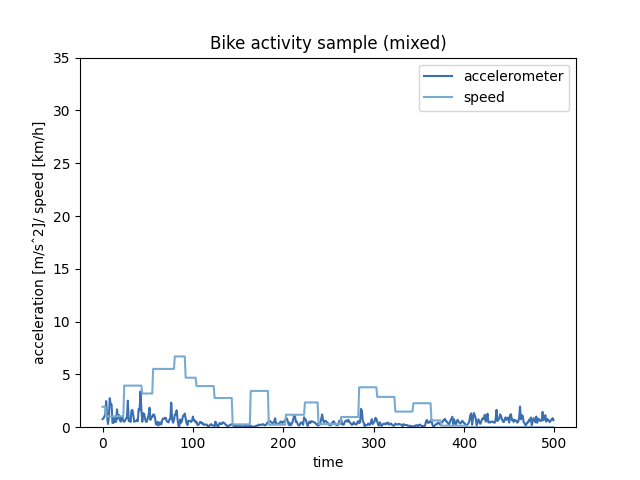 Bike activity sample (mixed)
acceleration [m/sˆ2]/ speed [km/h]
35
30
25
20
15
10
5
0
accelerometer
speed
0 100 200 300 400 500
time